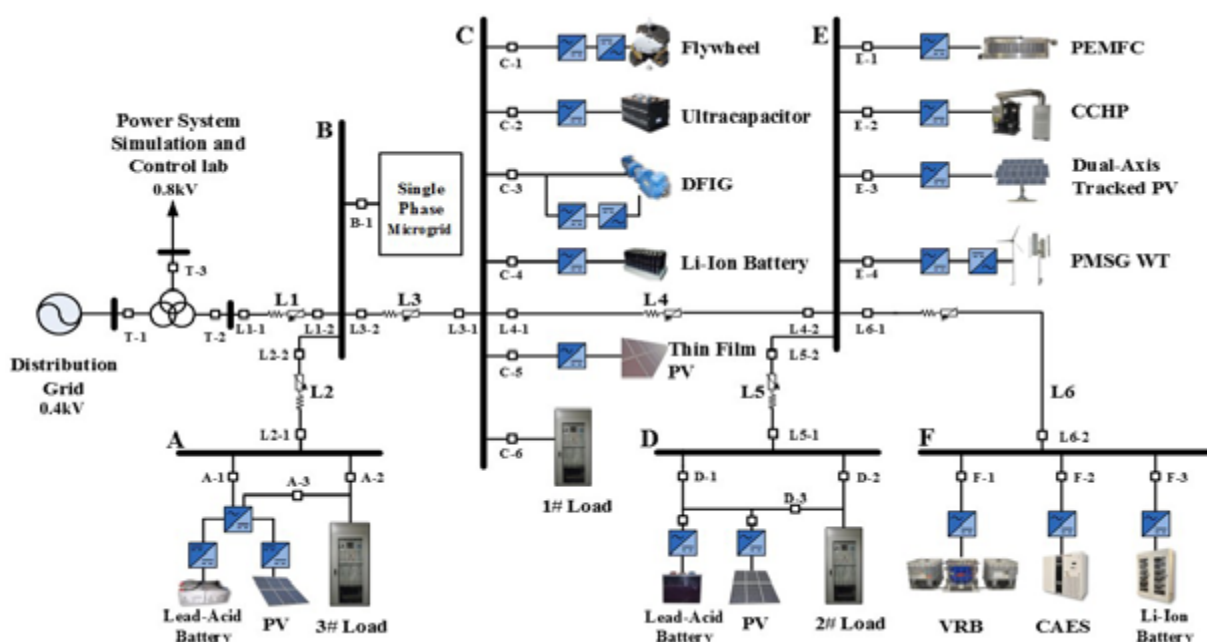 C
E
Flywheel
C-1
PEMFC
E-1
Power System
Simulation and
Control lab
0.8kV
B
Ultracapacitor
C-2
CCHP
E-2
Single
Phase
Microgrid
B-1
DFIG
C-3
Dual-Axis
Tracked PV
E-3
T-3
Li-Ion Battery
C-4
PMSG WT
E-4
L1
L3
L4
T-1
T-2
L1-1
L1-2
L3-2
L3-1
L4-1
L4-2
L6-1
Distribution
Grid
0.4kV
L2-2
L2
L2-1
C-5
Thin Film
PV
L5-2
L5
L5-1
L6
L6-2
A
A-1
A-3
A-2
C-6
1# Load
D
D-1
D-2
D-3
F
F-1
F-2
F-3
Lead-Acid
Battery
PV
3# Load
Lead-Acid
Battery
PV
2# Load
VRB
CAES
Li-Ion
Battery